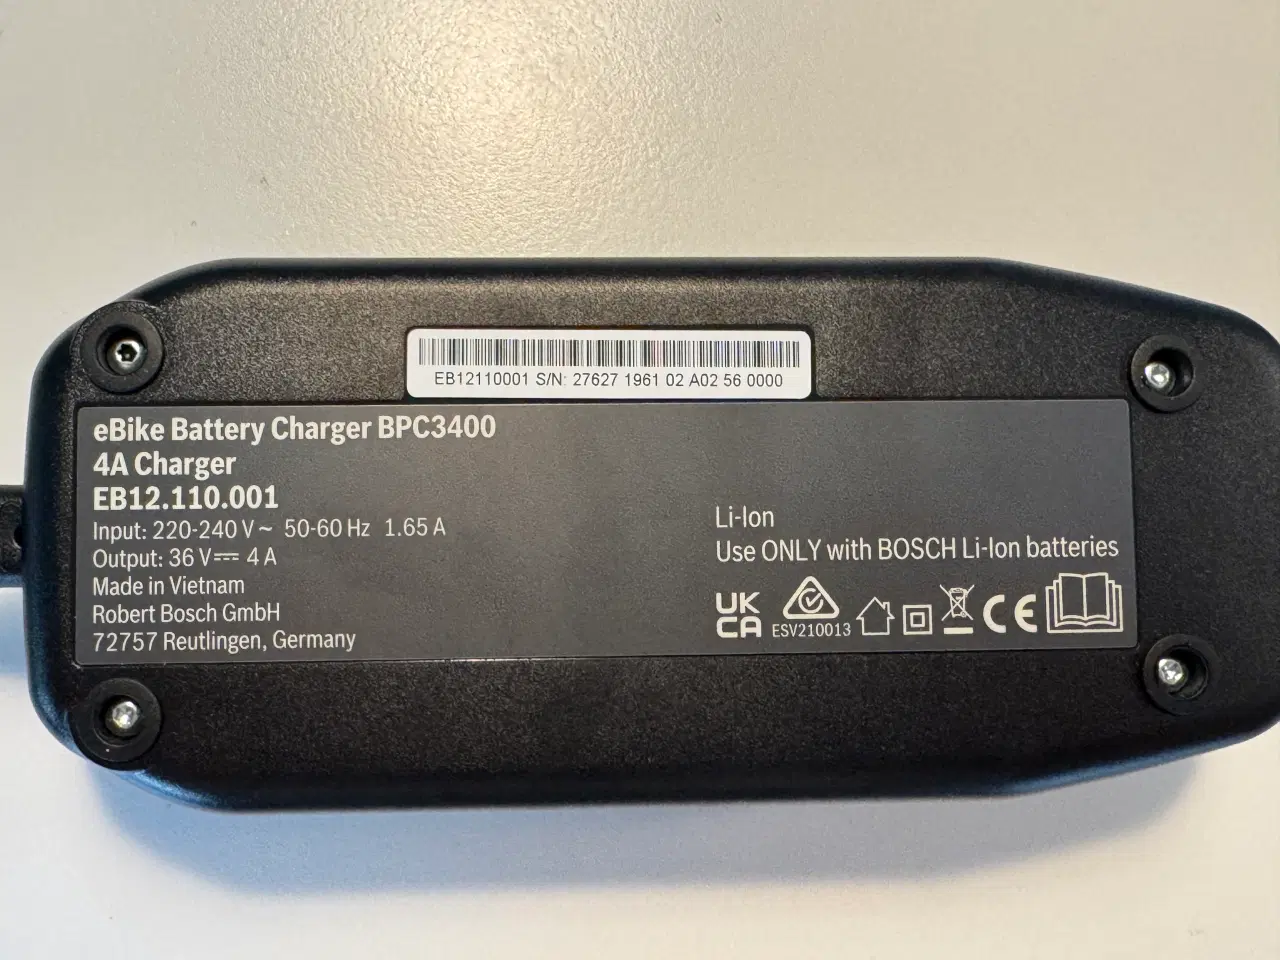 EB12110001 S/N: 27627 1961 02 A02 56 0000
eBike Battery Charger BPC3400
4A Charger
EB12.110.001
Input: 220-240 V ~ 50-60 Hz 1.65 A
Output: 36 V⎓ 4 A
Made in Vietnam
Robert Bosch GmbH
72757 Reutlingen, Germany
Li-Ion
Use ONLY with BOSCH Li-Ion batteries
UK
CA
ESV210013
CE